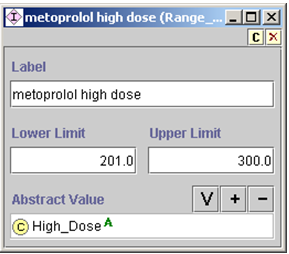 metoprolol high dose (Range_...
C
Label
metoprolol high dose
Lower Limit Upper Limit
201.0 300.0
Abstract Value V + -
C High_Dose A